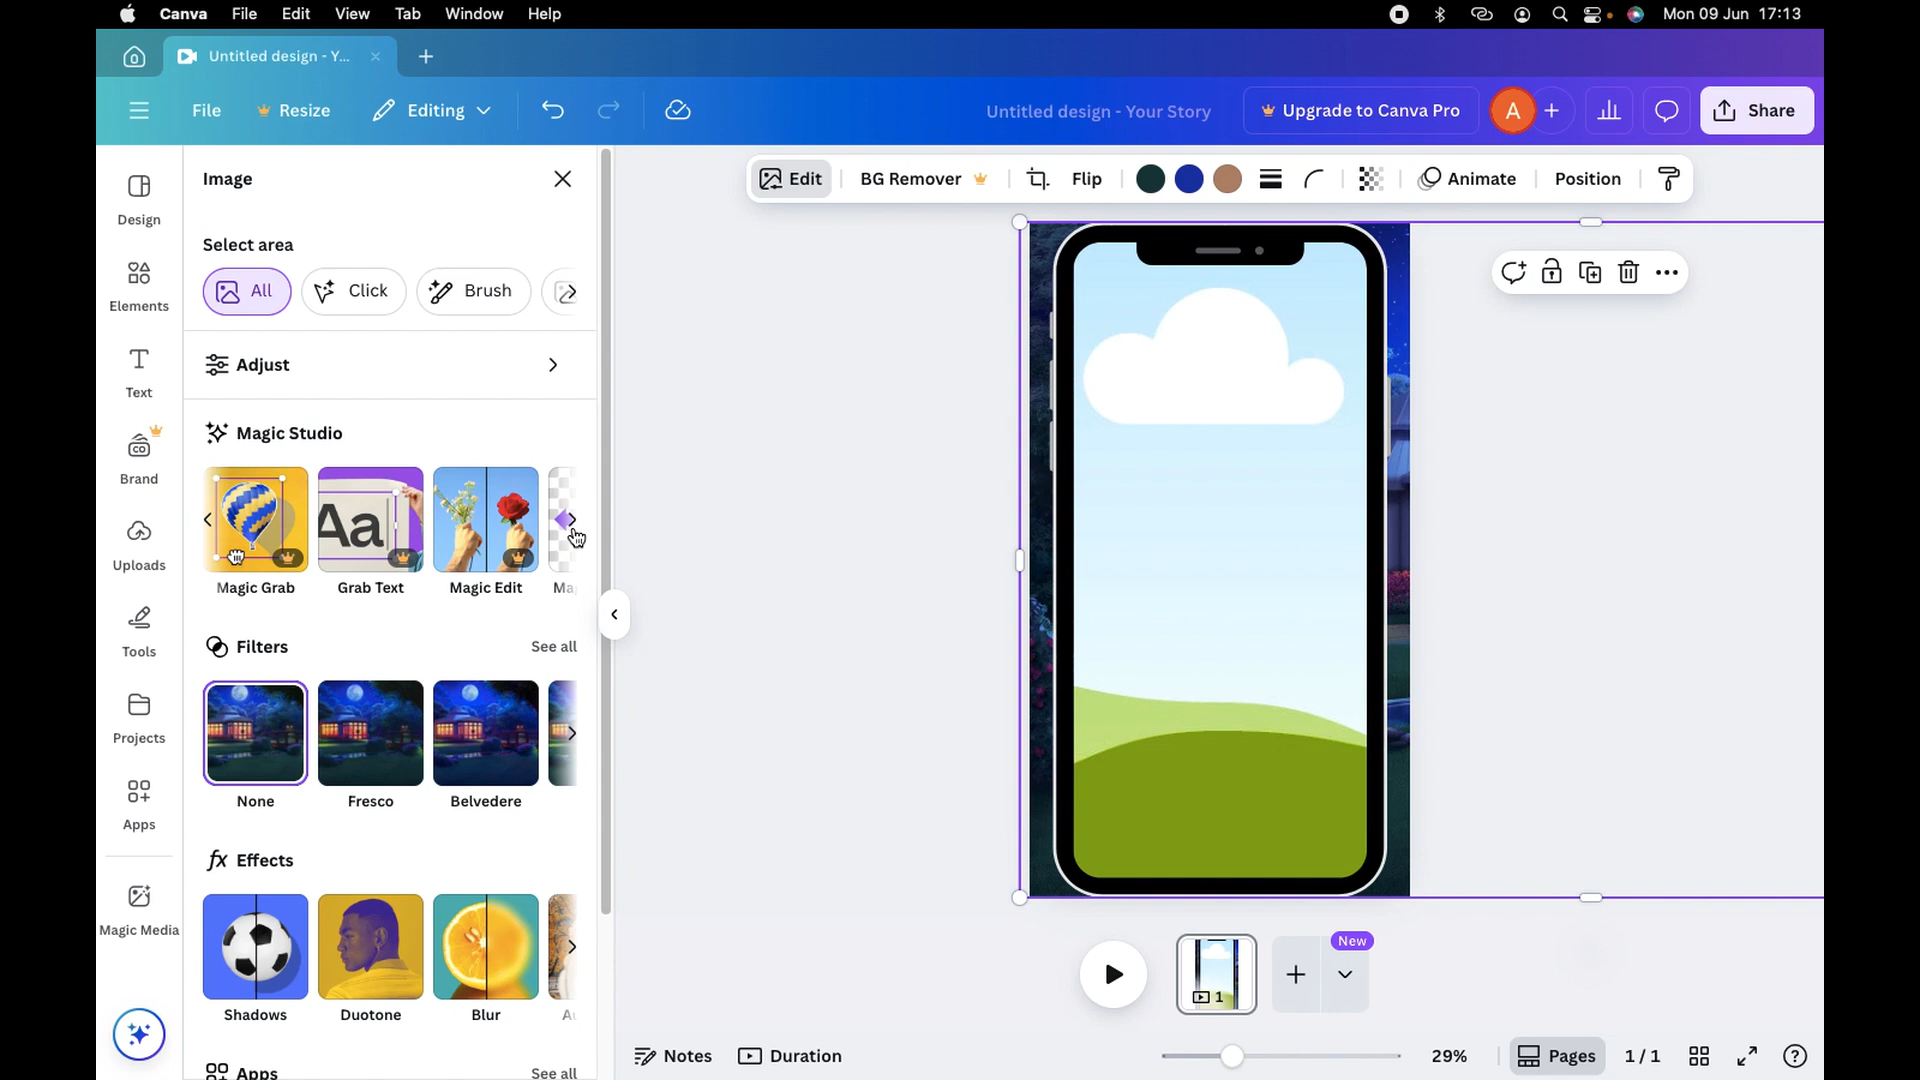 Canva File Edit View Tab Window Help Mon 09 Jun 17:13
Untitled design - Y...
File Resize Editing Untitled design - Your Story Upgrade to Canva Pro A Share
Image
Edit BG Remover Flip Animate Position
Design
Select area
All Click Brush
Elements
Adjust
Text
Magic Studio
Brand
Aa
Magic Grab Grab Text Magic Edit Ma
Uploads
Filters See all
Tools
Projects
None Fresco Belvedere
Apps
fx Effects
Magic Media
New
1
Shadows Duotone Blur
Apps See all
Notes Duration 29% Pages 1 / 1